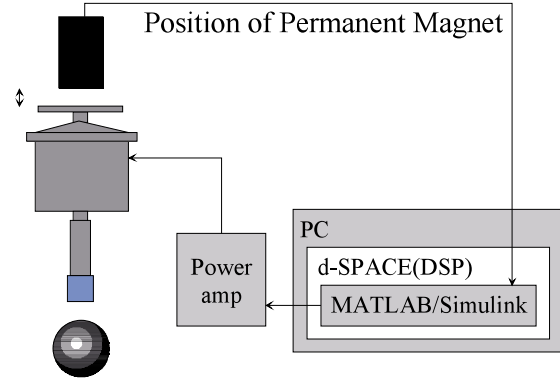 Position of Permanent Magnet
PC
d-SPACE(DSP)
Power
amp
MATLAB/Simulink